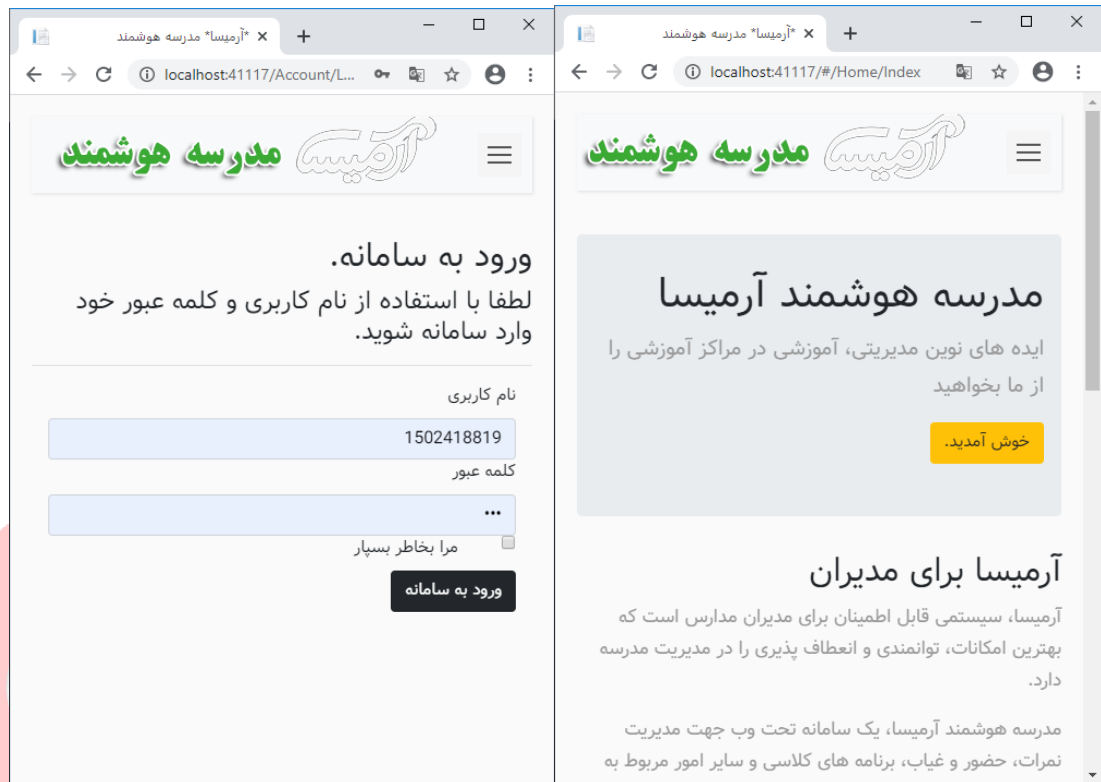 *آرمیسا* مدرسه هوشمند
localhost:41117/Account/L...
آرمیسا مدرسه هوشمند
ورود به سامانه.
لطفا با استفاده از نام کاربری و کلمه عبور خود
وارد سامانه شوید.
نام کاربری
1502418819
کلمه عبور
•••
مرا بخاطر بسپار
ورود به سامانه
*آرمیسا* مدرسه هوشمند
localhost:41117/#/Home/Index
آرمیسا مدرسه هوشمند
مدرسه هوشمند آرمیسا
ایده های نوین مدیریتی، آموزشی در مراکز آموزشی را
از ما بخواهید
خوش آمدید.
آرمیسا برای مدیران
آرمیسا، سیستمی قابل اطمینان برای مدیران مدارس است که
بهترین امکانات، توانمندی و انعطاف پذیری را در مدیریت مدرسه
دارد.
مدرسه هوشمند آرمیسا، یک سامانه تحت وب جهت مدیریت
نمرات، حضور و غیاب، برنامه های کلاسی و سایر امور مربوط به